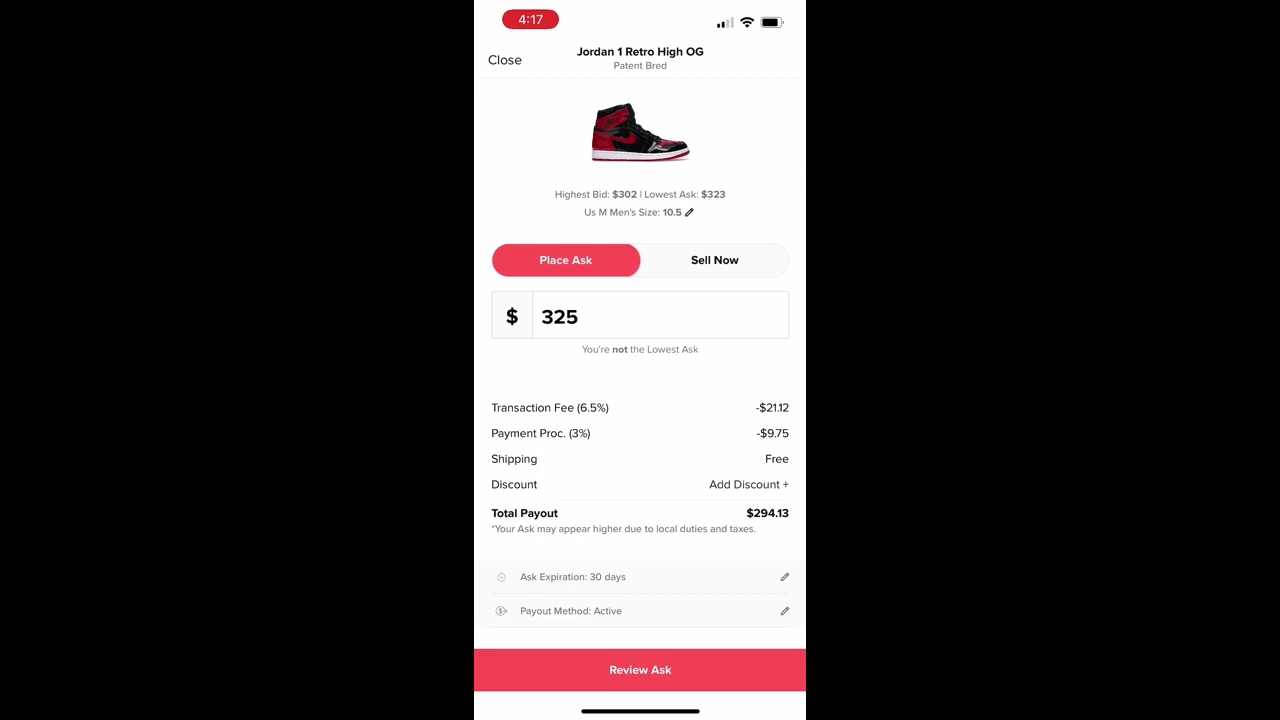 4:17
Close
Jordan 1 Retro High OG
Patent Bred
Highest Bid: $302 | Lowest Ask: $323
Us M Men's Size: 10.5
Place Ask
Sell Now
$ 325
You're not the Lowest Ask
Transaction Fee (6.5%) -$21.12
Payment Proc. (3%) -$9.75
Shipping Free
Discount Add Discount +
Total Payout $294.13
*Your Ask may appear higher due to local duties and taxes.
Ask Expiration: 30 days
Payout Method: Active
Review Ask